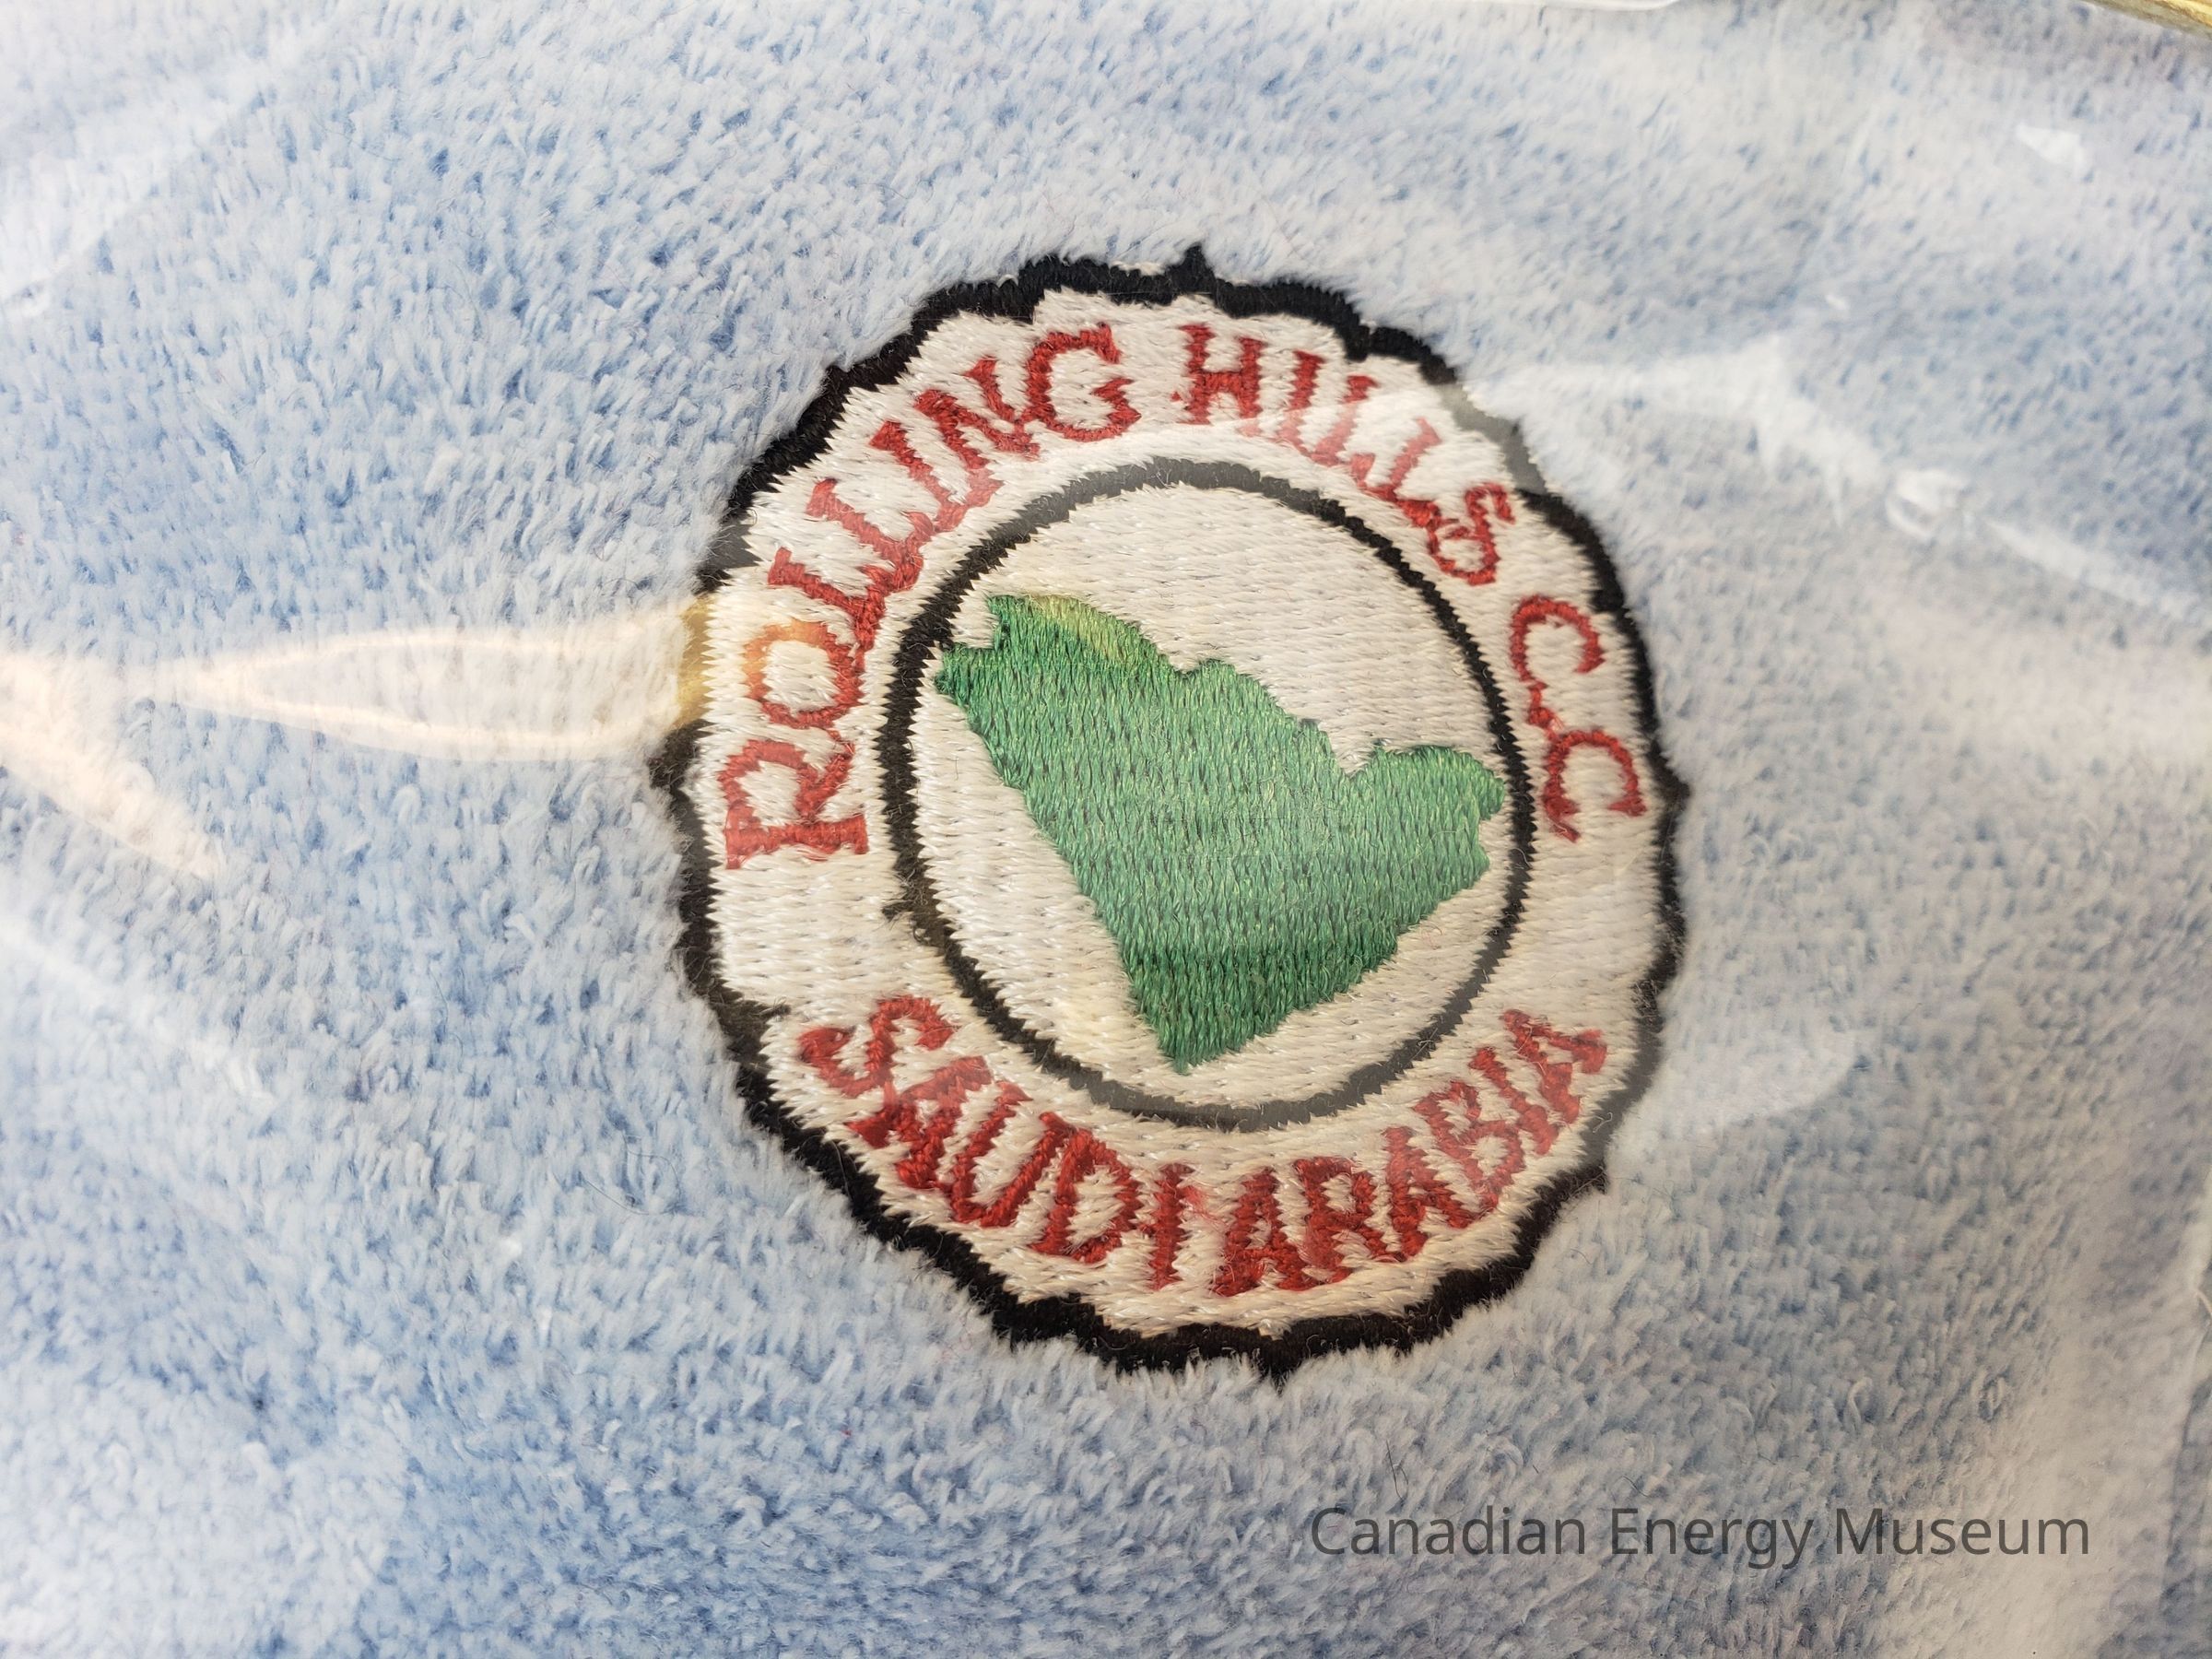 ROLLING HILLS C.C
SAUDI ARABIA
Canadian Energy Museum